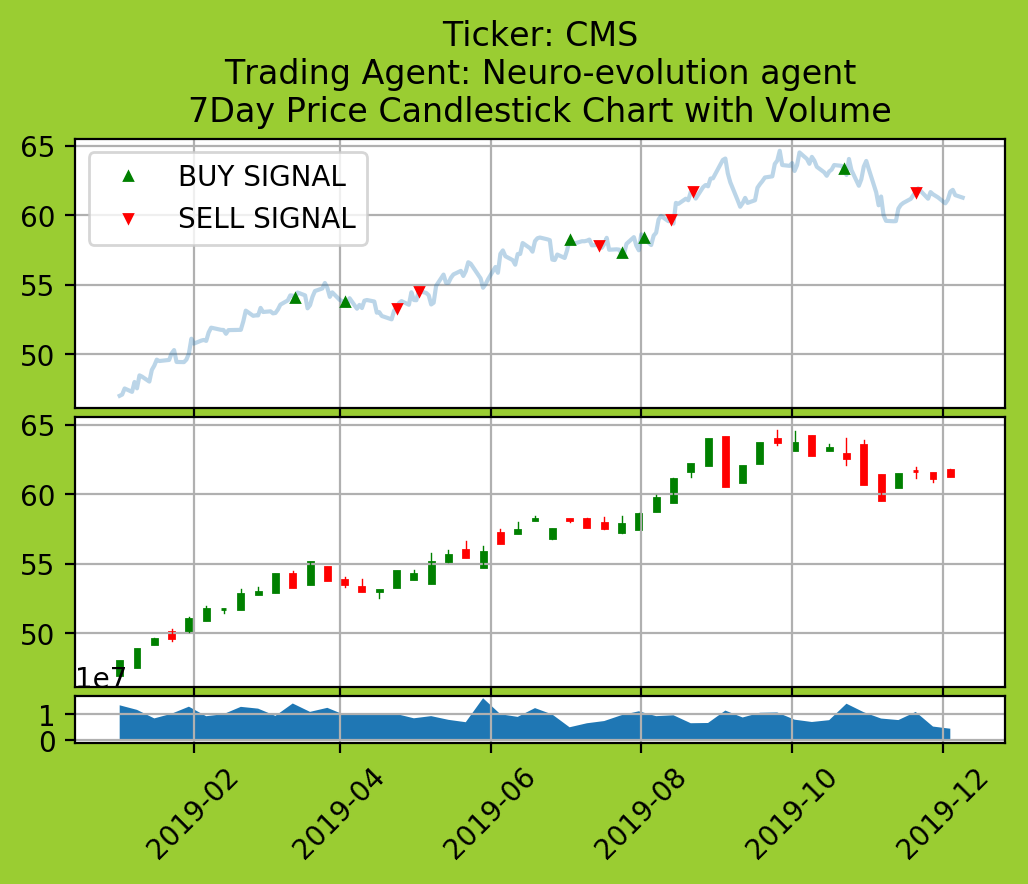 Ticker: CMS
Trading Agent: Neuro-evolution agent
7Day Price Candlestick Chart with Volume
65
60
55
50
BUY SIGNAL
SELL SIGNAL
65
60
55
50
1e7
1
0
2019-02
2019-04
2019-06
2019-08
2019-10
2019-12